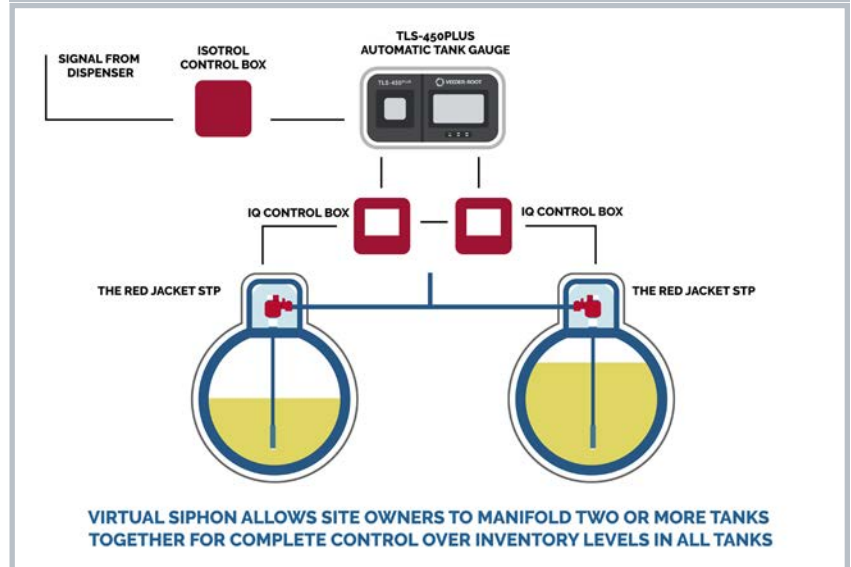 TLS-450PLUS
AUTOMATIC TANK GAUGE
ISOTROL
CONTROL BOX
SIGNAL FROM
DISPENSER
TLS-450PLUS
VEEDER-ROOT
IQ CONTROL BOX
IQ CONTROL BOX
THE RED JACKET STP
THE RED JACKET STP
VIRTUAL SIPHON ALLOWS SITE OWNERS TO MANIFOLD TWO OR MORE TANKS
TOGETHER FOR COMPLETE CONTROL OVER INVENTORY LEVELS IN ALL TANKS